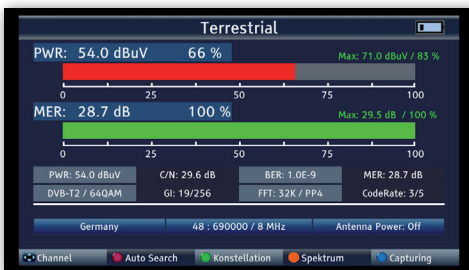 Terrestrial
PWR: 54.0 dBuV 66 % Max: 71.0 dBuV / 83 %
0 25 50 75 100
MER: 28.7 dB 100 % Max: 29.5 dB / 100 %
0 25 50 75 100
PWR: 54.0 dBuV C/N: 29.6 dB BER: 1.0E-9 MER: 28.7 dB
DVB-T2 / 64QAM GI: 19/256 FFT: 32K / PP4 CodeRate: 3/5
Germany 48 : 690000 / 8 MHz Antenna Power: Off
Channel Auto Search Konstellation Spektrum Capturing